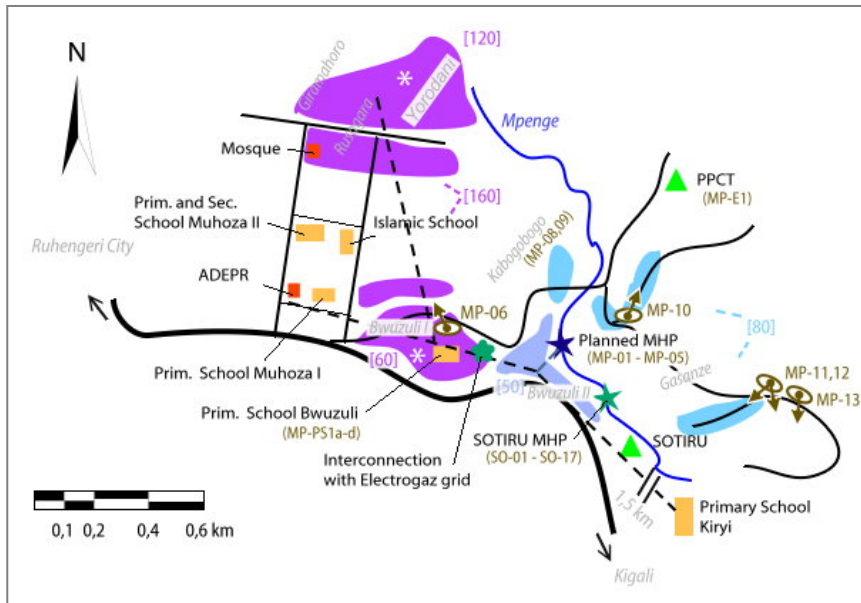 [120]
Giramahoro
Yorodani
N
Mpenge
Ruhagara
Mosque
PPCT
(MP-E1)
[160]
Prim. and Sec.
School Muhoza II
Islamic School
Ruhengeri City
Kabogobogo
(MP-08,09)
ADEPR
MP-06
MP-10
[80]
Bwuzuli I
Planned MHP
(MP-01 - MP-05)
Gasanze
[60]
Prim. School Muhoza I
MP-11,12
MP-13
[50]
Bwuzuli II
Prim. School Bwuzuli
(MP-PS1a-d)
SOTIRU MHP
(SO-01 - SO-17)
SOTIRU
Interconnection
with Electrogaz grid
1,5 km
Primary School
Kiryi
0,1 0,2 0,4 0,6 km
Kigali